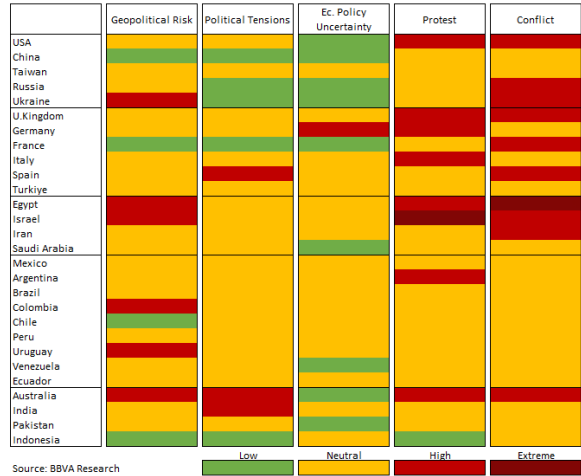 Geopolitical Risk Political Tensions Ec. Policy Uncertainty Protest Conflict
USA
China
Taiwan
Russia
Ukraine
U.Kingdom
Germany
France
Italy
Spain
Turkiye
Egypt
Israel
Iran
Saudi Arabia
Mexico
Argentina
Brazil
Colombia
Chile
Peru
Uruguay
Venezuela
Ecuador
Australia
India
Pakistan
Indonesia
Low Neutral High Extreme
Source: BBVA Research